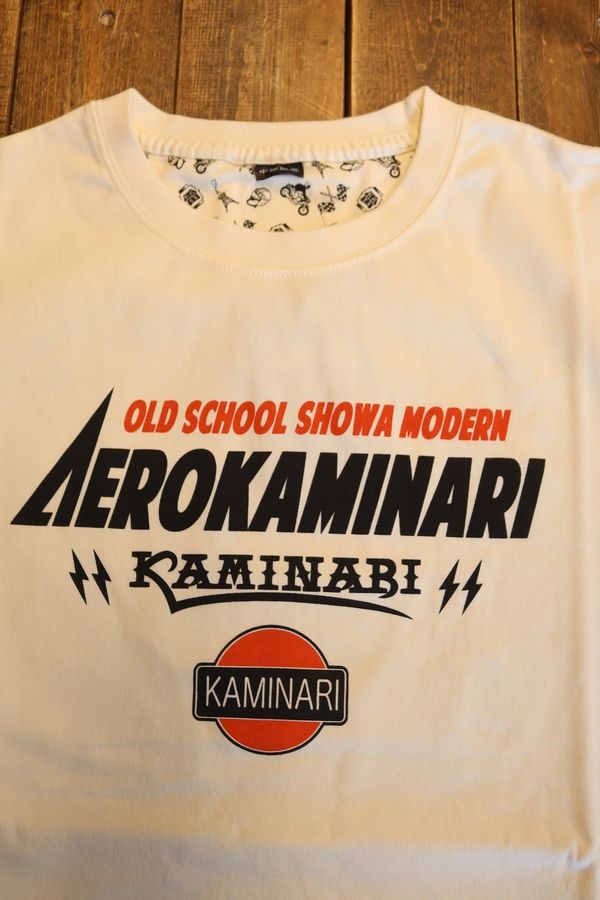 OLD SCHOOL SHOWA MODERN
AEROKAMINARI
KAMINARI
KAMINARI